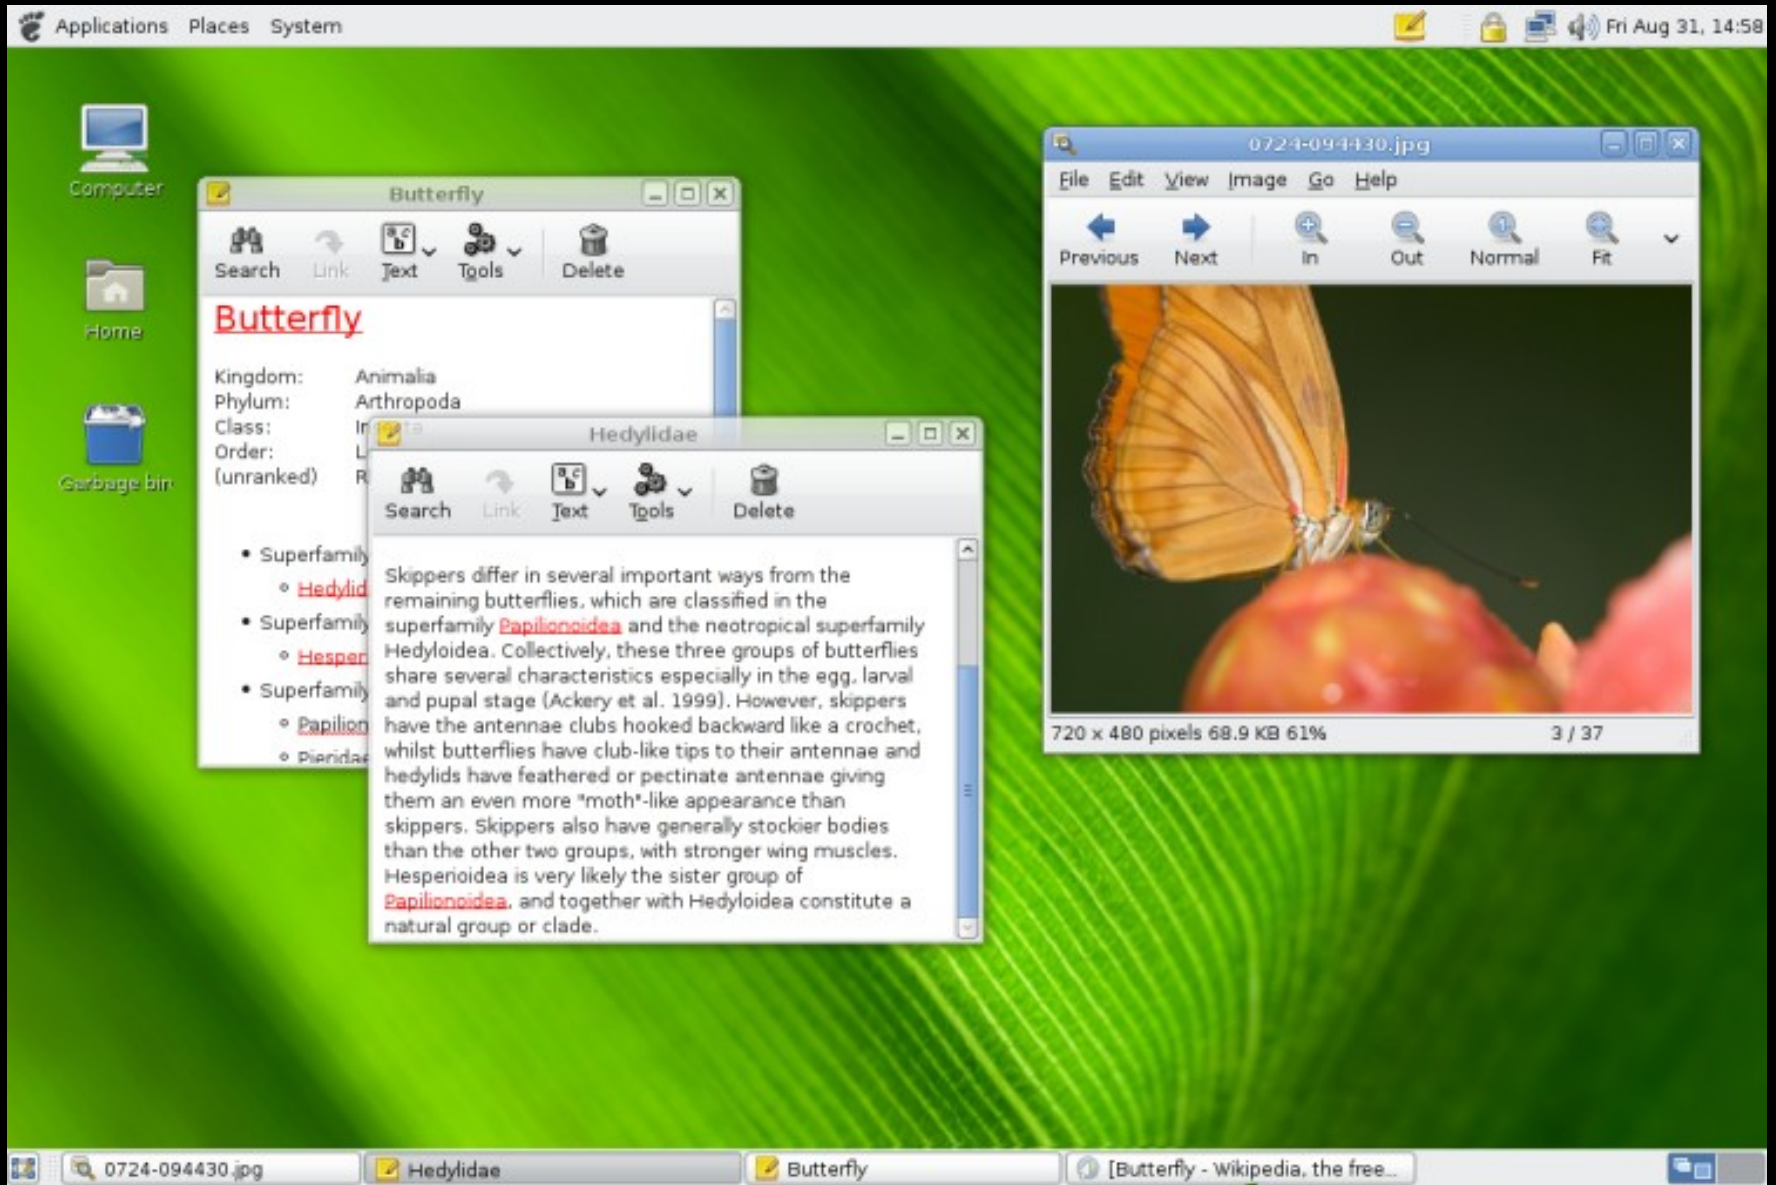 Applications Places System
Fri Aug 31, 14:58
Computer
Home
Garbage bin
Butterfly
Search Link Text Tools Delete
Butterfly
Kingdom: Animalia
Phylum: Arthropoda
Class:
Order:
(unranked)
Superfamily
Hedylid
Superfamily
Hesper
Superfamily
Papilion
Pieridae
Hedylidae
Search Link Text Tools Delete
Skippers differ in several important ways from the
remaining butterflies, which are classified in the
superfamily Papilionoidea and the neotropical superfamily
Hedyloidea. Collectively, these three groups of butterflies
share several characteristics especially in the egg, larval
and pupal stage (Ackery et al. 1999). However, skippers
have the antennae clubs hooked backward like a crochet,
whilst butterflies have club-like tips to their antennae and
hedylids have feathered or pectinate antennae giving
them an even more "moth"-like appearance than
skippers. Skippers also have generally stockier bodies
than the other two groups, with stronger wing muscles.
Hesperioidea is very likely the sister group of
Papilionoidea, and together with Hedyloidea constitute a
natural group or clade.
0724-094430.jpg
File Edit View Image Go Help
Previous Next In Out Normal Fit
720 x 480 pixels 68.9 KB 61% 3 / 37
0724-094430.jpg Hedylidae Butterfly [Butterfly - Wikipedia, the free...